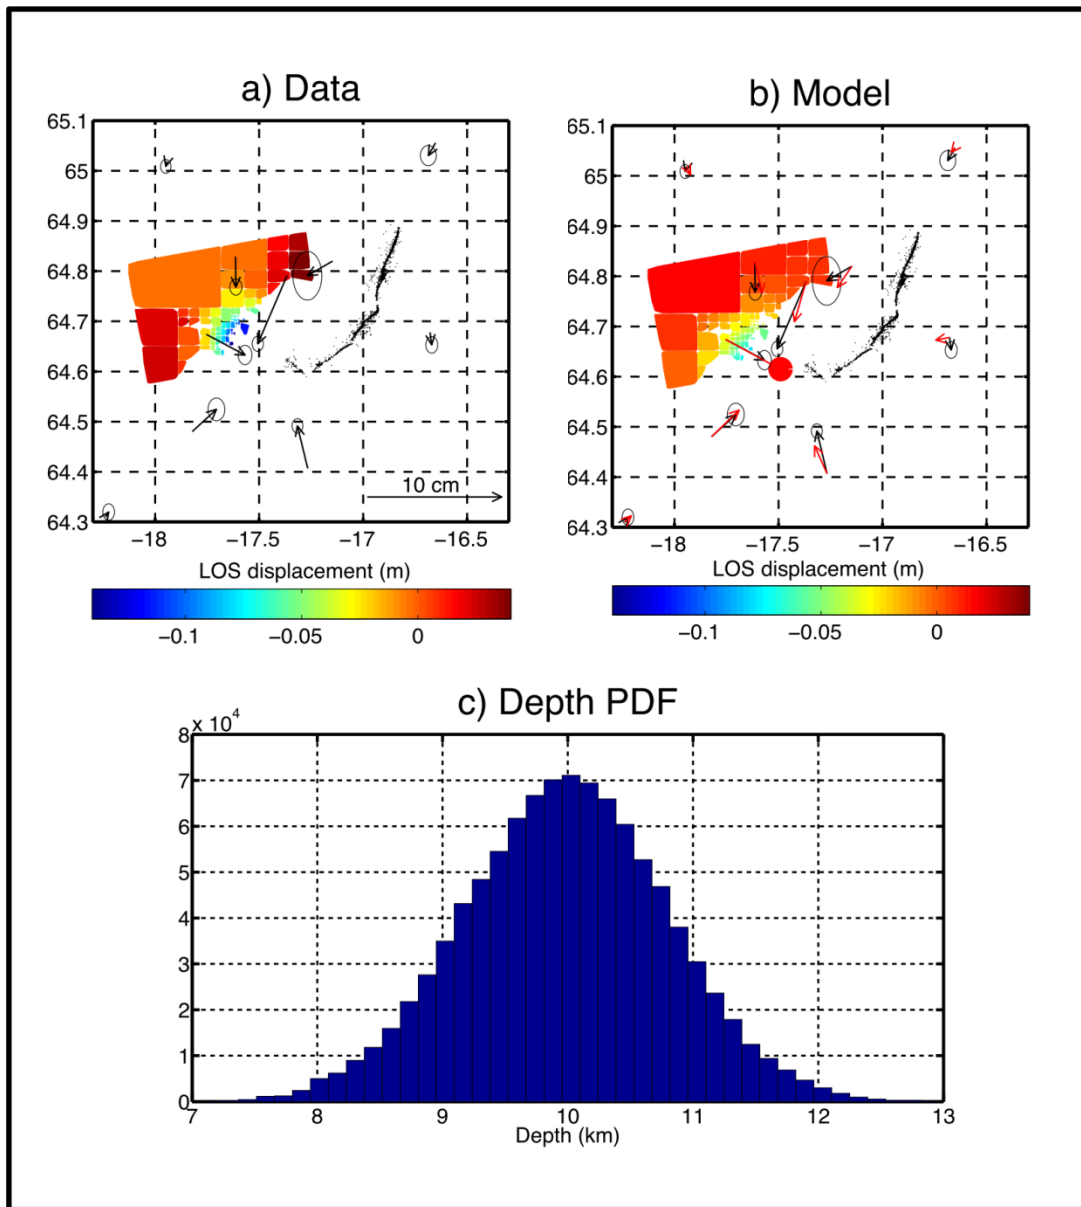 a) Data
65.1
65
64.9
64.8
64.7
64.6
64.5
64.4
64.3
10 cm
−18 −17.5 −17 −16.5
LOS displacement (m)
−0.1 −0.05 0
b) Model
65.1
65
64.9
64.8
64.7
64.6
64.5
64.4
64.3
−18 −17.5 −17 −16.5
LOS displacement (m)
−0.1 −0.05 0
c) Depth PDF
x 10⁴
8
7
6
5
4
3
2
1
0
7 8 9 10 11 12 13
Depth (km)